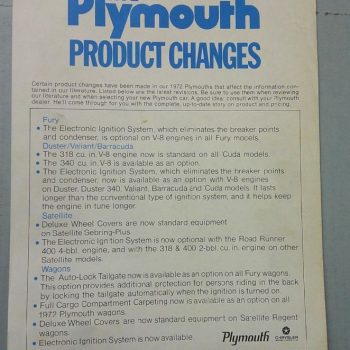 Plymouth
PRODUCT CHANGES
Certain product changes have been made in our 1972 Plymouths that affect the information con-
tained in our literature. Listed below are the latest revisions. Be sure to use them when reviewing
our literature and when selecting your new Plymouth car. A good idea: consult with your Plymouth
dealer. He'll come through for you with the complete, up-to-date story on product and pricing.
Fury
• The Electronic Ignition System, which eliminates the breaker points
and condenser, is optional on V-8 engines in all Fury models.
Duster/Valiant/Barracuda
• The 318 cu. in. V-8 engine now is standard on all 'Cuda models.
• The 340 cu. in. V-8 is available as an option.
• The Electronic Ignition System, which eliminates the breaker points
and condenser, now is available as an option with V-8 engines
on Duster, Duster 340, Valiant, Barracuda and 'Cuda models. It lasts
longer than the conventional type of ignition system, and it helps keep
the engine in tune longer.
Satellite
• Deluxe Wheel Covers are now standard equipment
on Satellite Sebring-Plus.
• The Electronic Ignition System is now optional with the Road Runner
400 4-bbl. engine, and with the 318 & 400 2-bbl. cu. in. engine on other
Satellite models.
Wagons
• The Auto-Lock Tailgate now is available as an option on all Fury wagons.
This option provides additional protection for persons riding in the back
by locking the tailgate automatically when the ignition is turned on.
• Full Cargo Compartment Carpeting now is available as an option on all
1972 Plymouth wagons.
• Deluxe Wheel Covers are now standard equipment on Satellite Regent
wagons.
• Electronic Ignition System is now available.
Plymouth
CHRYSLER